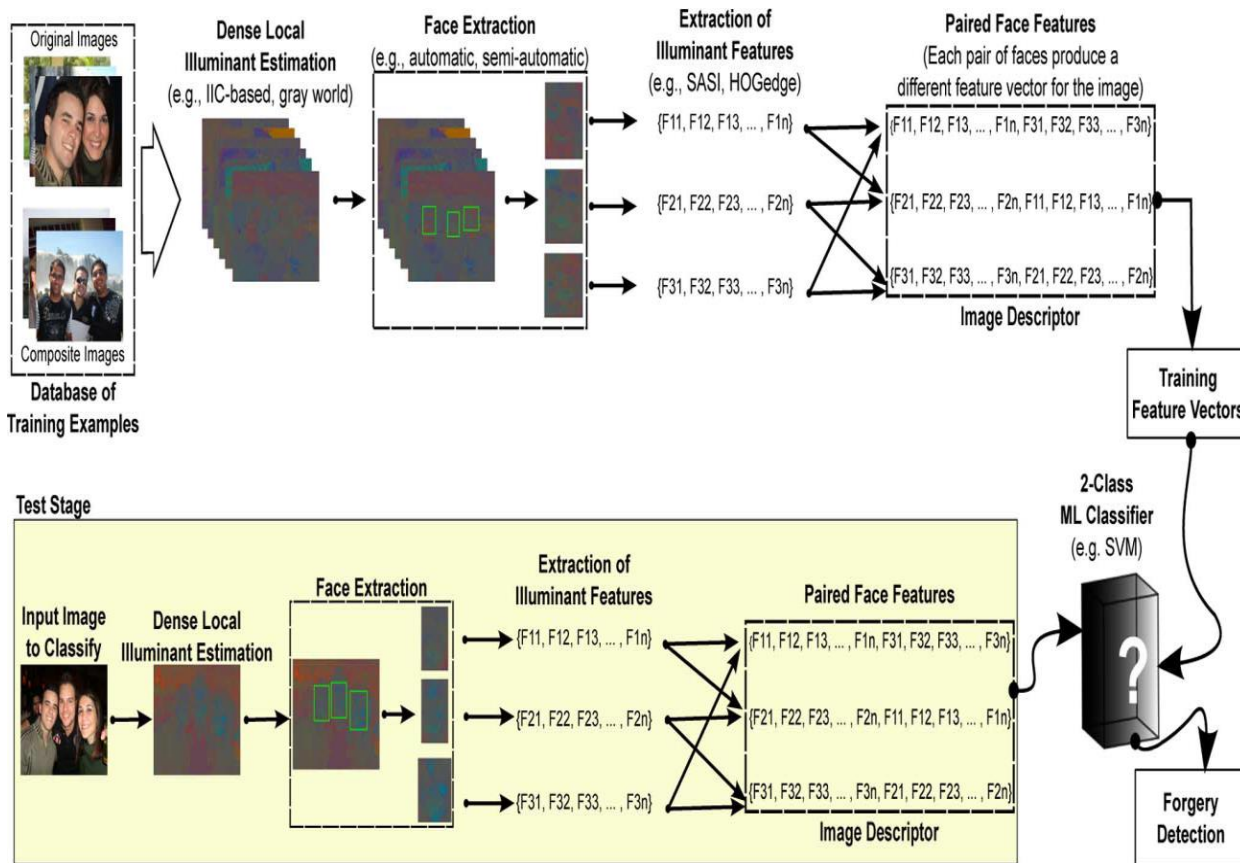 Original Images
Composite Images
Database of
Training Examples
Dense Local
Illuminant Estimation
(e.g., IIC-based, gray world)
Face Extraction
(e.g., automatic, semi-automatic)
Extraction of
Illuminant Features
(e.g., SASI, HOGedge)
{F11, F12, F13, ... , F1n}
{F21, F22, F23, ... , F2n}
{F31, F32, F33, ... , F3n}
Paired Face Features
(Each pair of faces produce a
different feature vector for the image)
{F11, F12, F13, ... , F1n, F31, F32, F33, ... , F3n}
{F21, F22, F23, ... , F2n, F11, F12, F13, ... , F1n}
{F31, F32, F33, ... , F3n, F21, F22, F23, ... , F2n}
Image Descriptor
Training
Feature Vectors
2-Class
ML Classifier
(e.g. SVM)
?
Forgery
Detection
Test Stage
Input Image
to Classify
Dense Local
Illuminant Estimation
Face Extraction
Extraction of
Illuminant Features
{F11, F12, F13, ... , F1n}
{F21, F22, F23, ... , F2n}
{F31, F32, F33, ... , F3n}
Paired Face Features
{F11, F12, F13, ... , F1n, F31, F32, F33, ... , F3n}
{F21, F22, F23, ... , F2n, F11, F12, F13, ... , F1n}
{F31, F32, F33, ... , F3n, F21, F22, F23, ... , F2n}
Image Descriptor